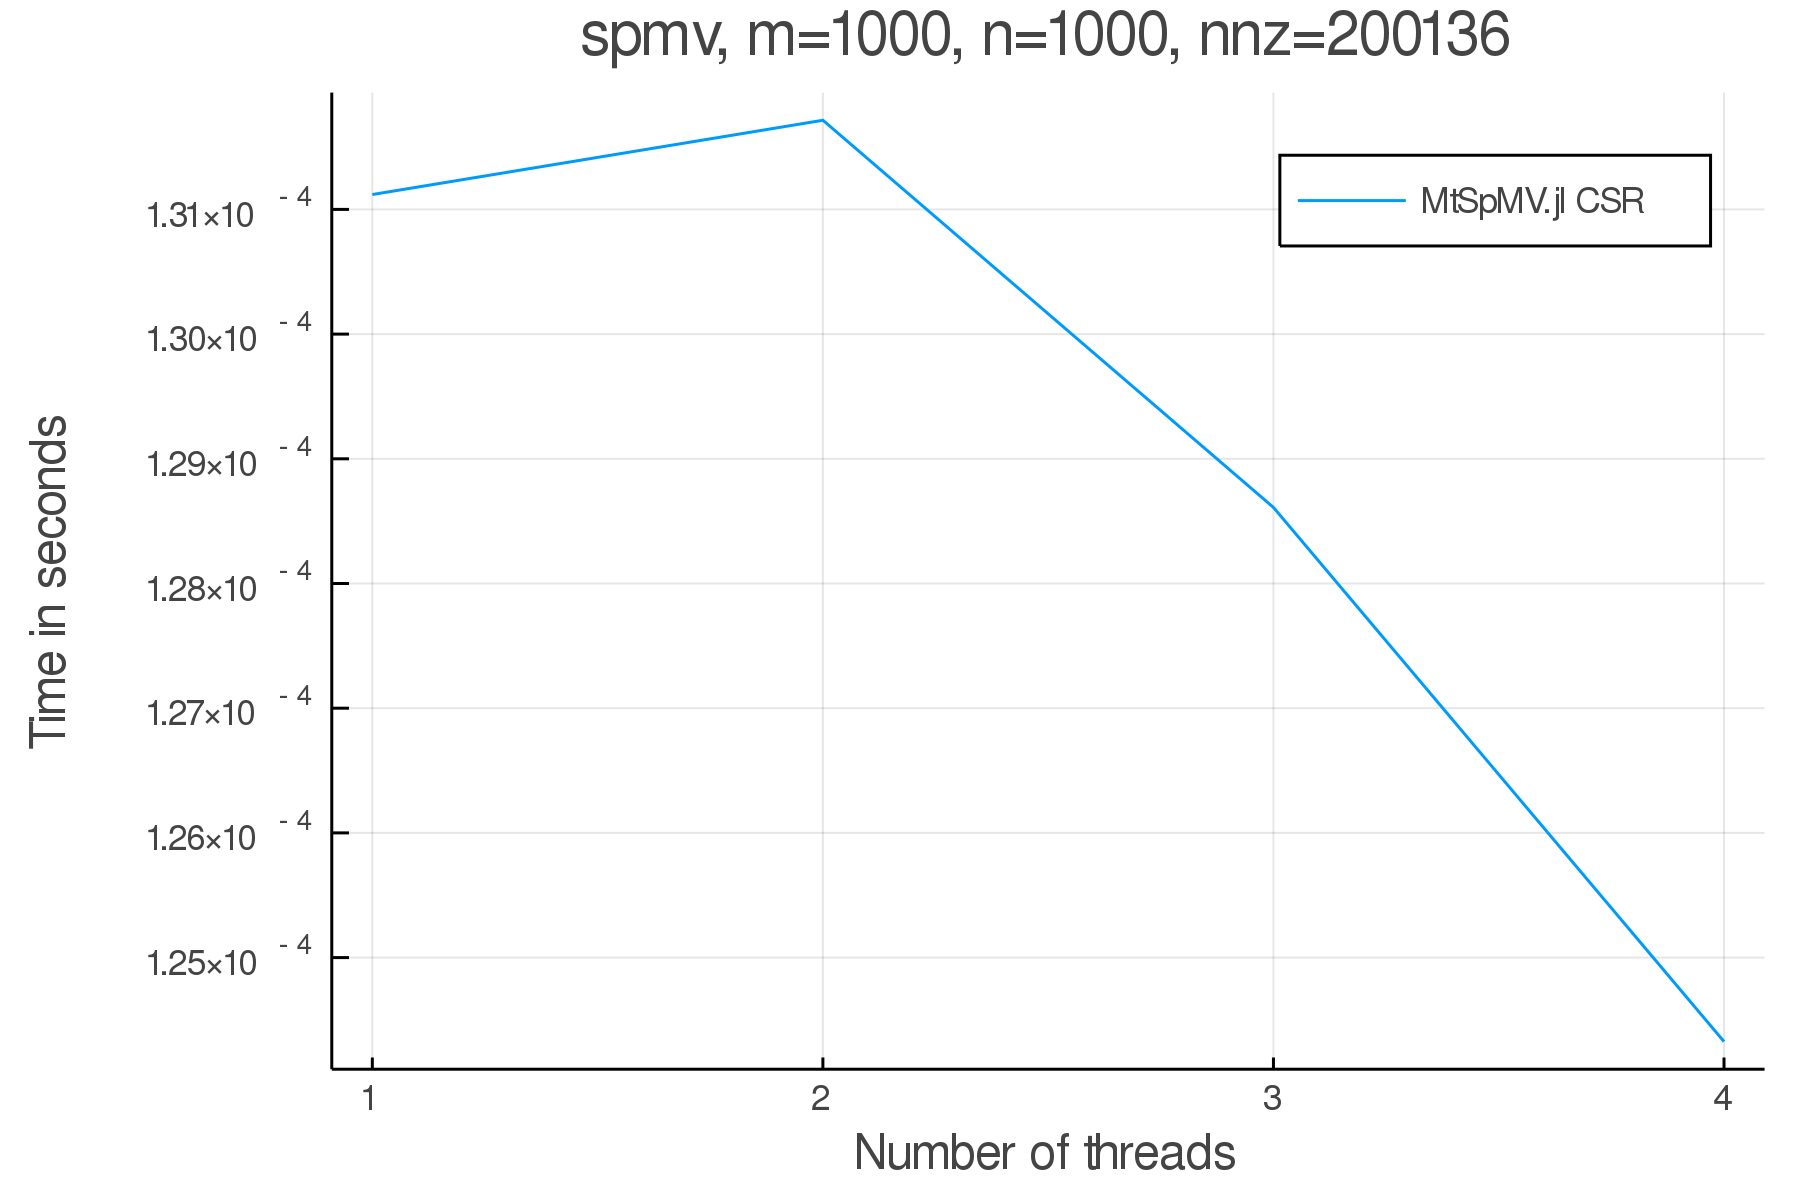 spmv, m=1000, n=1000, nnz=200136
MtSpMV.jl CSR
1.31×10 - 4
1.30×10 - 4
1.29×10 - 4
1.28×10 - 4
1.27×10 - 4
1.26×10 - 4
1.25×10 - 4
Time in seconds
1 2 3 4
Number of threads